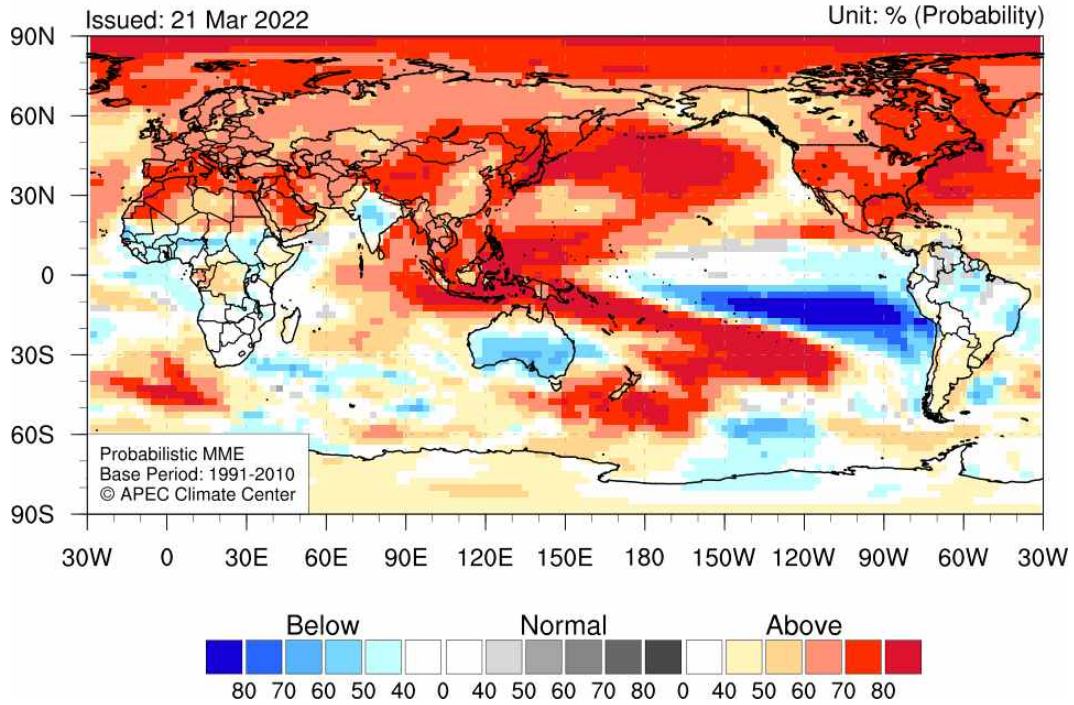 Issued: 21 Mar 2022 Unit: % (Probability)
90N
60N
30N
0
30S
60S
90S
Probabilistic MME
Base Period: 1991-2010
© APEC Climate Center
30W 0 30E 60E 90E 120E 150E 180 150W 120W 90W 60W 30W
Below Normal Above
80 70 60 50 40 0 40 50 60 70 80 0 40 50 60 70 80